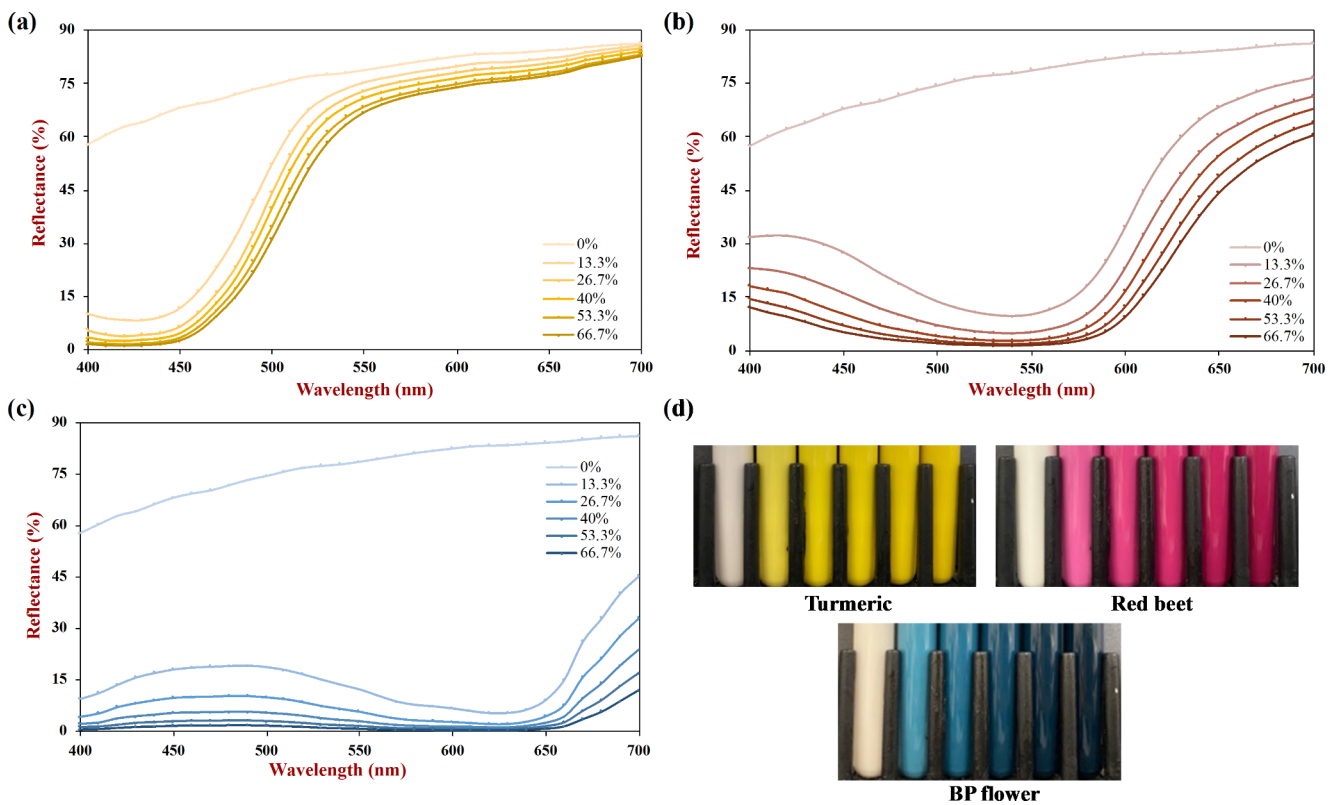 (a)
90
75
60
45
30
15
0
Reflectance (%)
0%
13.3%
26.7%
40%
53.3%
66.7%
400 450 500 550 600 650 700
Wavelength (nm)
(b)
90
75
60
45
30
15
0
Reflectance (%)
0%
13.3%
26.7%
40%
53.3%
66.7%
400 450 500 550 600 650 700
Wavelegth (nm)
(c)
90
75
60
45
30
15
0
Reflectance (%)
0%
13.3%
26.7%
40%
53.3%
66.7%
400 450 500 550 600 650 700
Wavelength (nm)
(d)
Turmeric
Red beet
BP flower